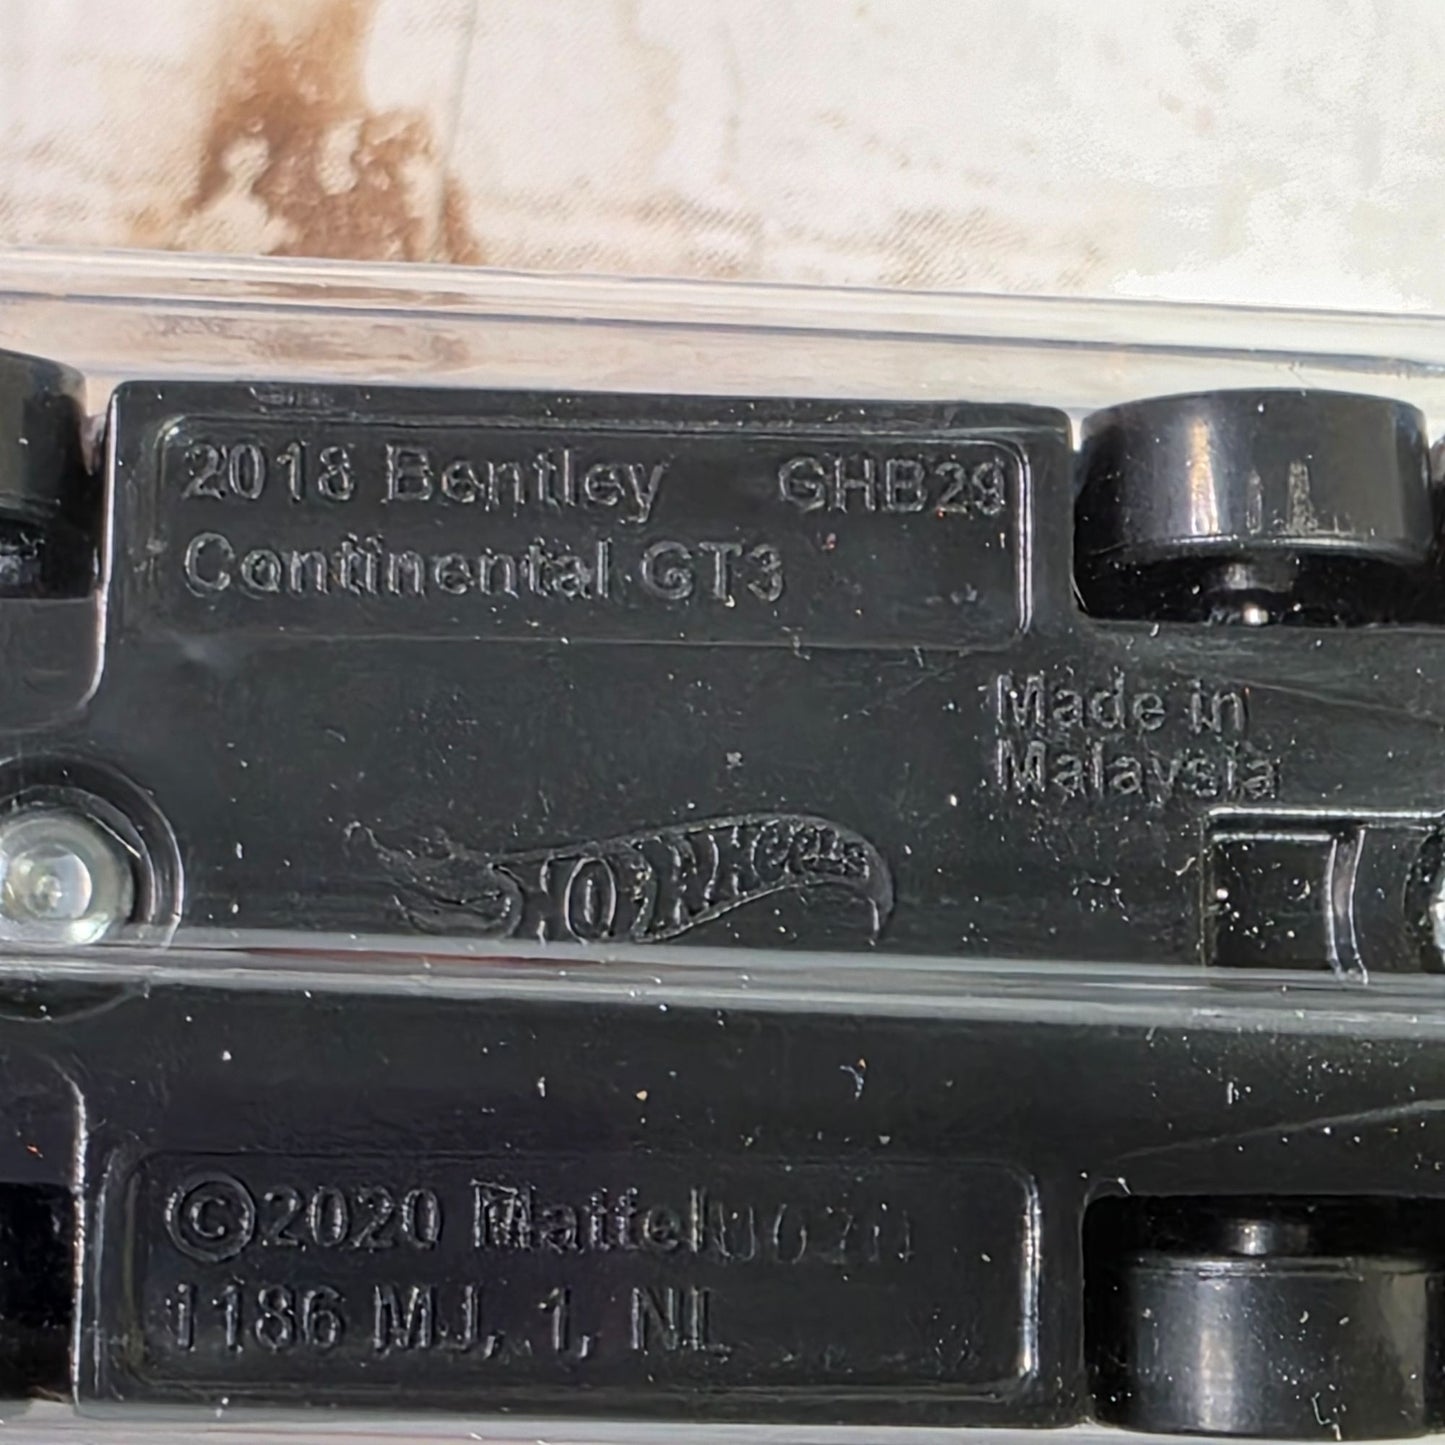 2018 Bentley GHB29
Continental GT3
Made in
Malaysia
HOT WHEELS
©2020 Mattel
1186 MJ, 1, NL